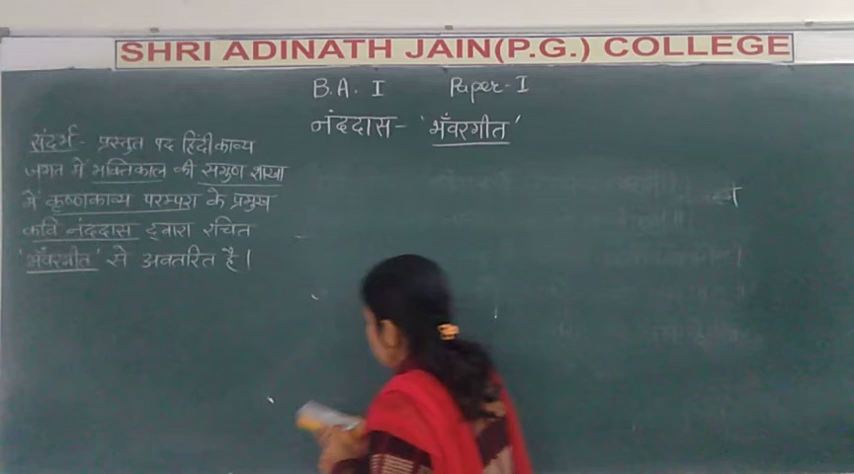 SHRI ADINATH JAIN(P.G.) COLLEGE
B.A. I Paper-I
नंददास- 'भँवरगीत'
संदर्भ- प्रस्तुत पद हिंदी काव्य
जगत में भक्तिकाल की सगुण शाखा
में कृष्णकाव्य परम्परा के प्रमुख
कवि नंददास द्वारा रचित
'भँवरगीत' से अवतरित है।